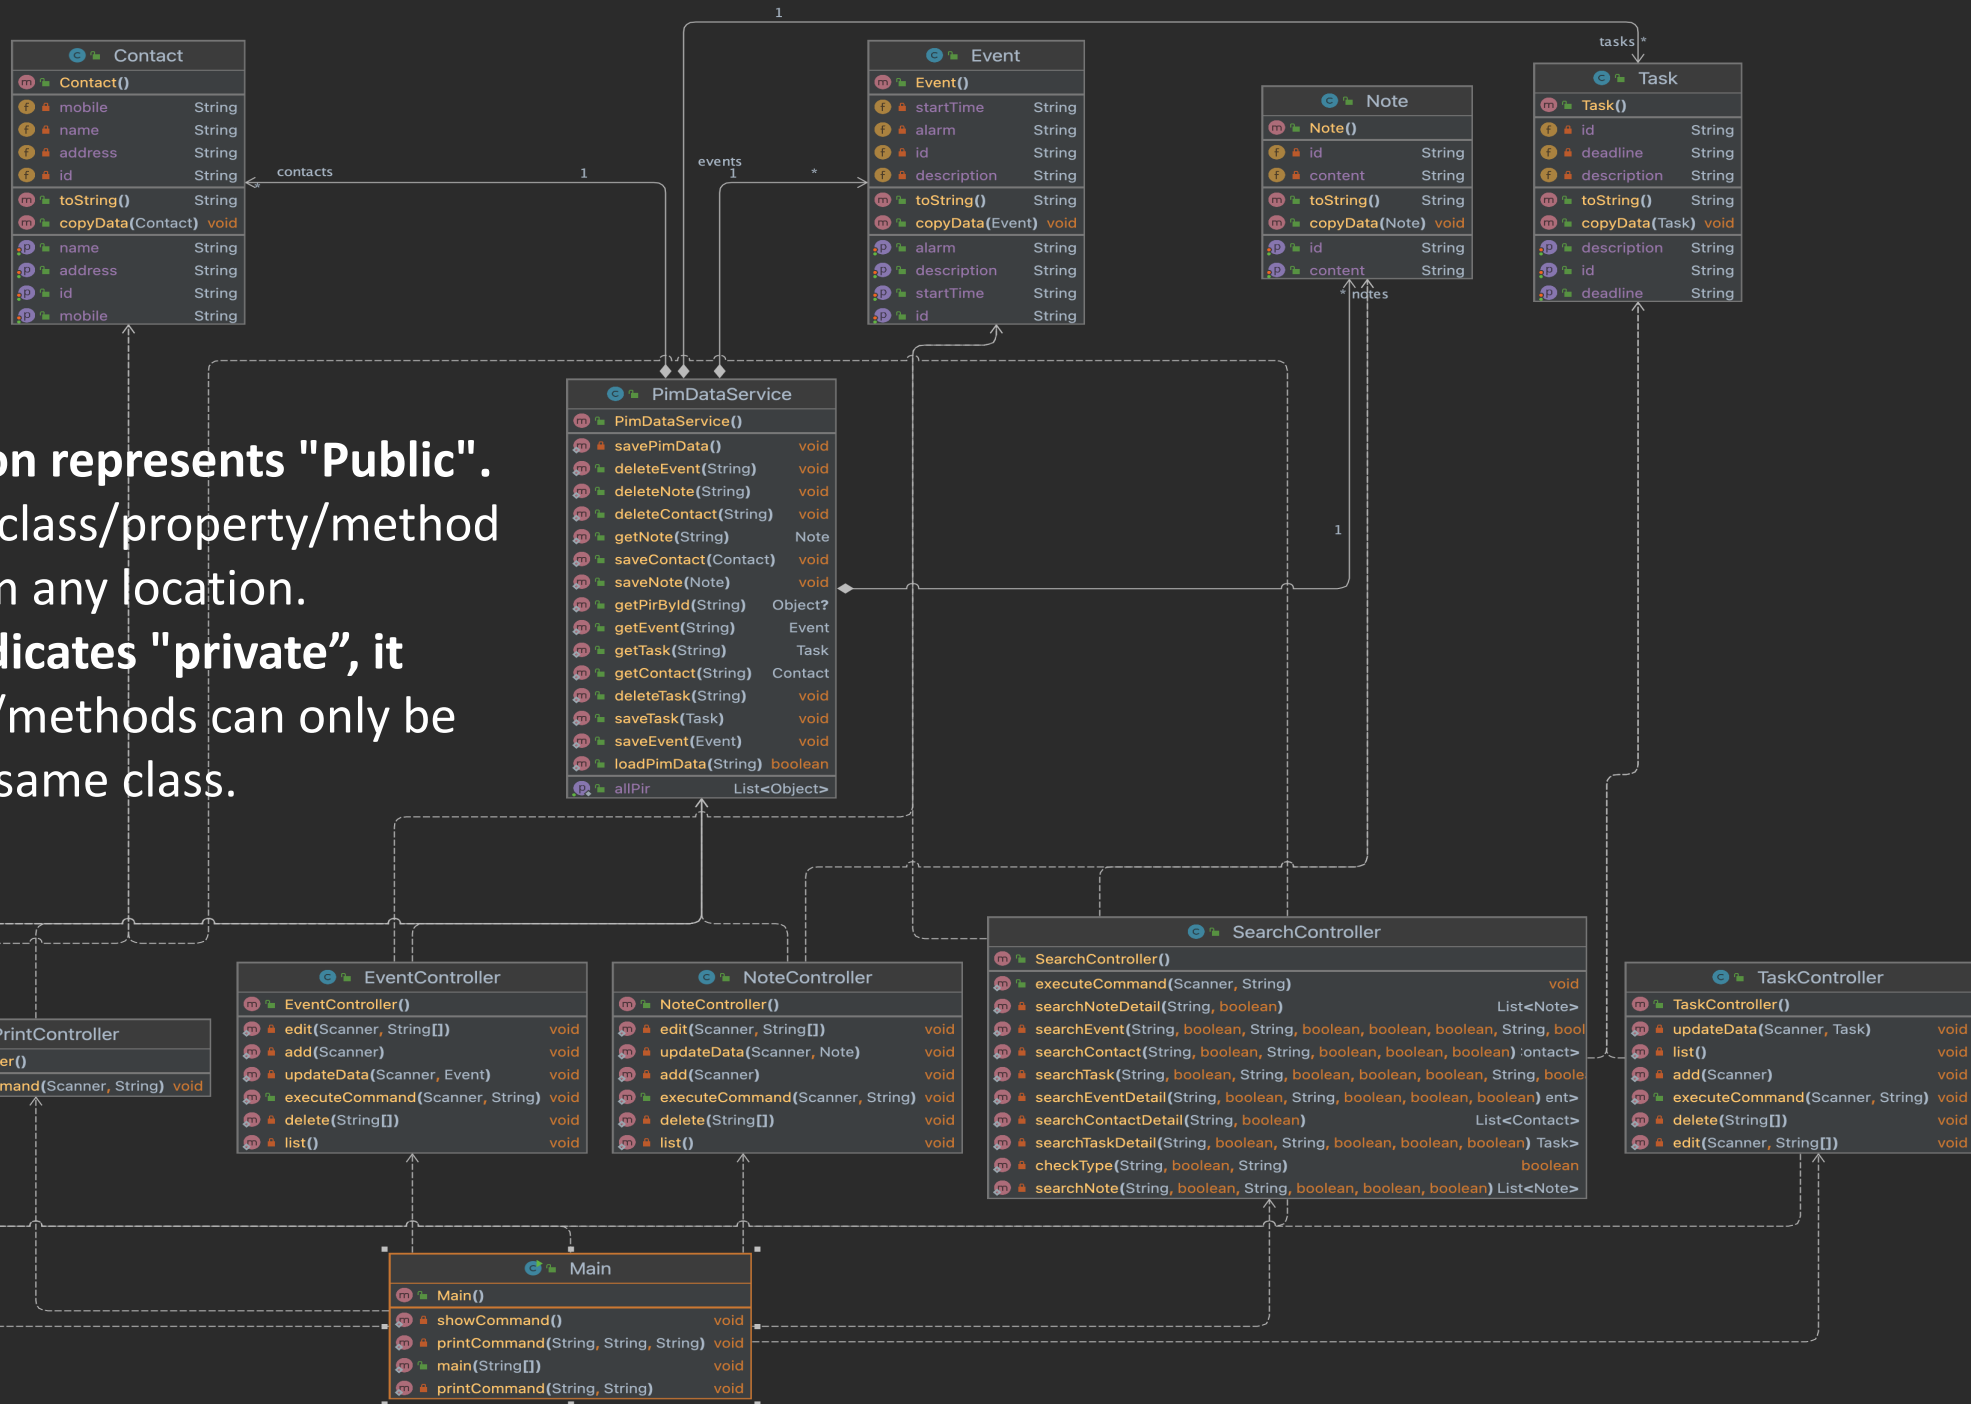 1
tasks *
Contact
Contact()
mobile String
name String
address String
id String
toString() String
copyData(Contact) void
name String
address String
id String
mobile String
contacts
*
1
events
1
*
Event
Event()
startTime String
alarm String
id String
description String
toString() String
copyData(Event) void
alarm String
description String
startTime String
id String
Note
Note()
id String
content String
toString() String
copyData(Note) void
id String
content String
* notes
1
Task
Task()
id String
deadline String
description String
toString() String
copyData(Task) void
description String
id String
deadline String
on represents "Public".
class/property/method
any location.
"private”, it
/methods can only be
same class.
PimDataService
PimDataService()
savePimData() void
deleteEvent(String) void
deleteNote(String) void
deleteContact(String) void
getNote(String) Note
saveContact(Contact) void
saveNote(Note) void
getPirById(String) Object?
getEvent(String) Event
getTask(String) Task
getContact(String) Contact
deleteTask(String) void
saveTask(Task) void
saveEvent(Event) void
loadPimData(String) boolean
allPir List<Object>
PrintController
er()
mand(Scanner, String) void
EventController
EventController()
edit(Scanner, String[]) void
add(Scanner) void
updateData(Scanner, Event) void
executeCommand(Scanner, String) void
delete(String[]) void
list() void
NoteController
NoteController()
edit(Scanner, String[]) void
updateData(Scanner, Note) void
add(Scanner) void
executeCommand(Scanner, String) void
delete(String[]) void
list() void
SearchController
SearchController()
executeCommand(Scanner, String) void
searchNoteDetail(String, boolean) List<Note>
searchEvent(String, boolean, String, boolean, boolean, boolean, String, bool
searchContact(String, boolean, String, boolean, boolean, boolean) :ontact>
searchTask(String, boolean, String, boolean, boolean, boolean, String, boole
searchEventDetail(String, boolean, String, boolean, boolean, boolean) ent>
searchContactDetail(String, boolean) List<Contact>
searchTaskDetail(String, boolean, String, boolean, boolean, boolean) Task>
checkType(String, boolean, String) boolean
searchNote(String, boolean, String, boolean, boolean, boolean) List<Note>
TaskController
TaskController()
updateData(Scanner, Task) void
list() void
add(Scanner) void
executeCommand(Scanner, String) void
delete(String[]) void
edit(Scanner, String[]) void
Main
Main()
showCommand() void
printCommand(String, String, String) void
main(String[]) void
printCommand(String, String) void